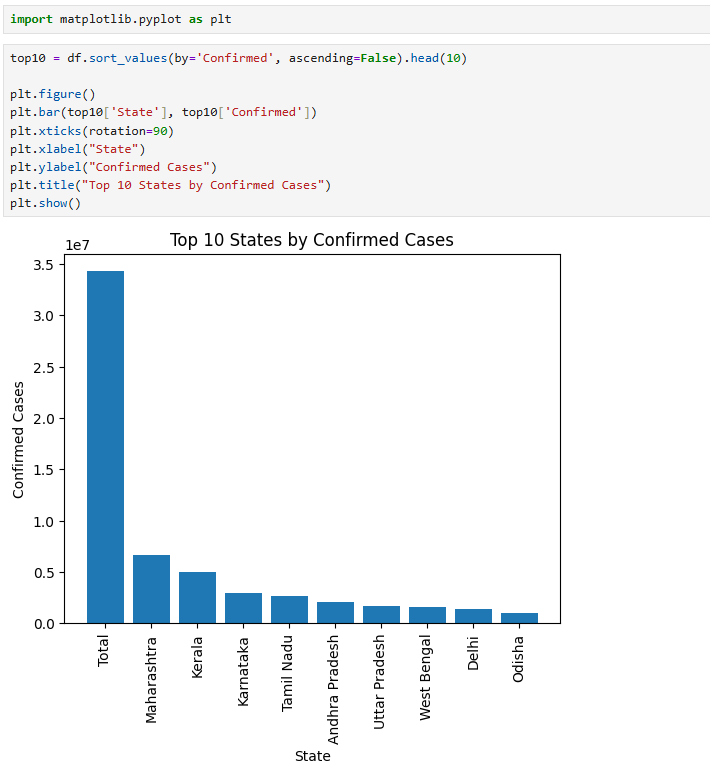 import matplotlib.pyplot as plt
top10 = df.sort_values(by='Confirmed', ascending=False).head(10)
plt.figure()
plt.bar(top10['State'], top10['Confirmed'])
plt.xticks(rotation=90)
plt.xlabel("State")
plt.ylabel("Confirmed Cases")
plt.title("Top 10 States by Confirmed Cases")
plt.show()
Top 10 States by Confirmed Cases
1e7
3.5
3.0
2.5
2.0
1.5
1.0
0.5
0.0
Confirmed Cases
Total
Maharashtra
Kerala
Karnataka
Tamil Nadu
Andhra Pradesh
Uttar Pradesh
West Bengal
Delhi
Odisha
State